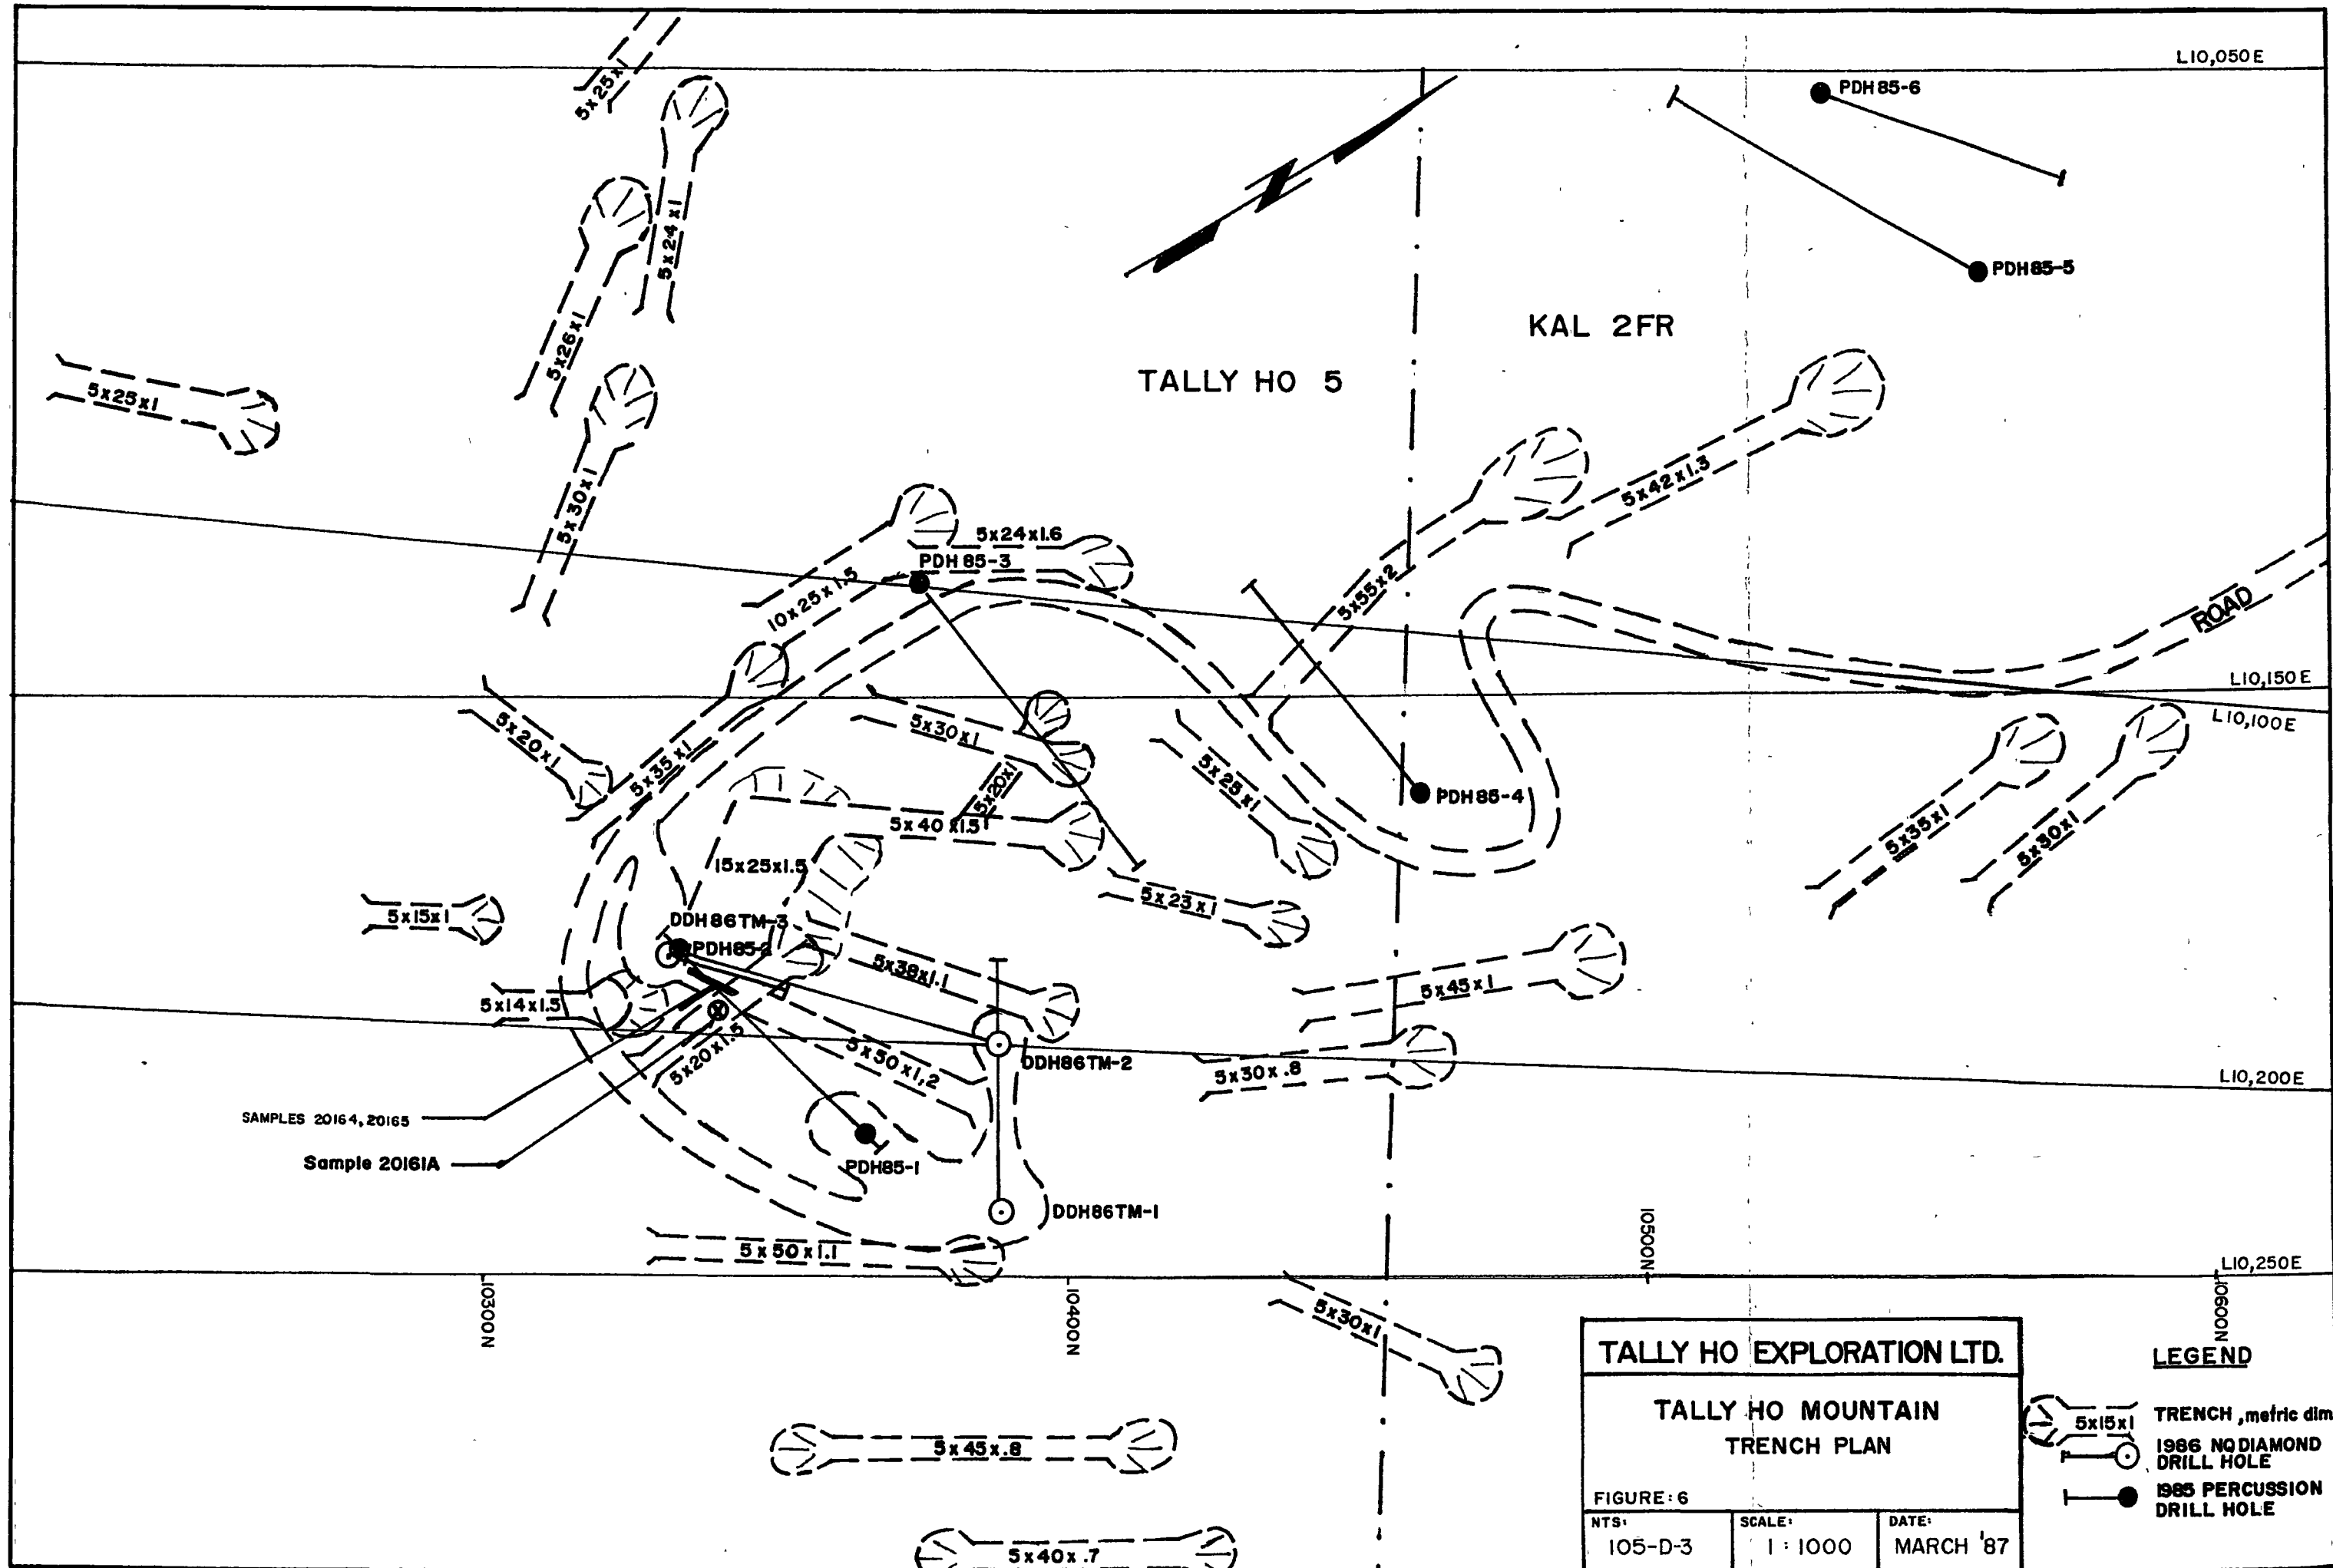 L10,050E
5x25x1
PDH85-6
5x24x1
PDH85-5
5x26x1
KAL 2FR
TALLY HO 5
5x25x1
5x30x1
5x42x1.3
5x24x1.6
PDH 85-3
10x25x1.5
5x55x2
ROAD
L10,150E
L10,100E
5x20x1
5x35x1
5x30x1
5x20x1
5x25x1
PDH85-4
5x40x1.5
5x35x1
5x30x1
15x25x1.5
5x15x1
5x23x1
DDH86TM-3
PDH85-2
5x38x1.1
5x45x1
5x14x1.5
5x20x1.5
5x50x1,2
DDH86TM-2
5x30x.8
L10,200E
SAMPLES 20164,20165
Sample 20161A
PDH85-1
DDH86TM-1
5x50x1.1
L10,250E
10300N
10400N
10500N
10600N
5x30x1
5x45x.8
5x40x.7
TALLY HO EXPLORATION LTD.
TALLY HO MOUNTAIN
TRENCH PLAN
FIGURE: 6
NTS:
105-D-3
SCALE:
1 : 1000
DATE:
MARCH '87
LEGEND
5x15x1
TRENCH ,metric dim
1986 NQ DIAMOND
DRILL HOLE
1985 PERCUSSION
DRILL HOLE